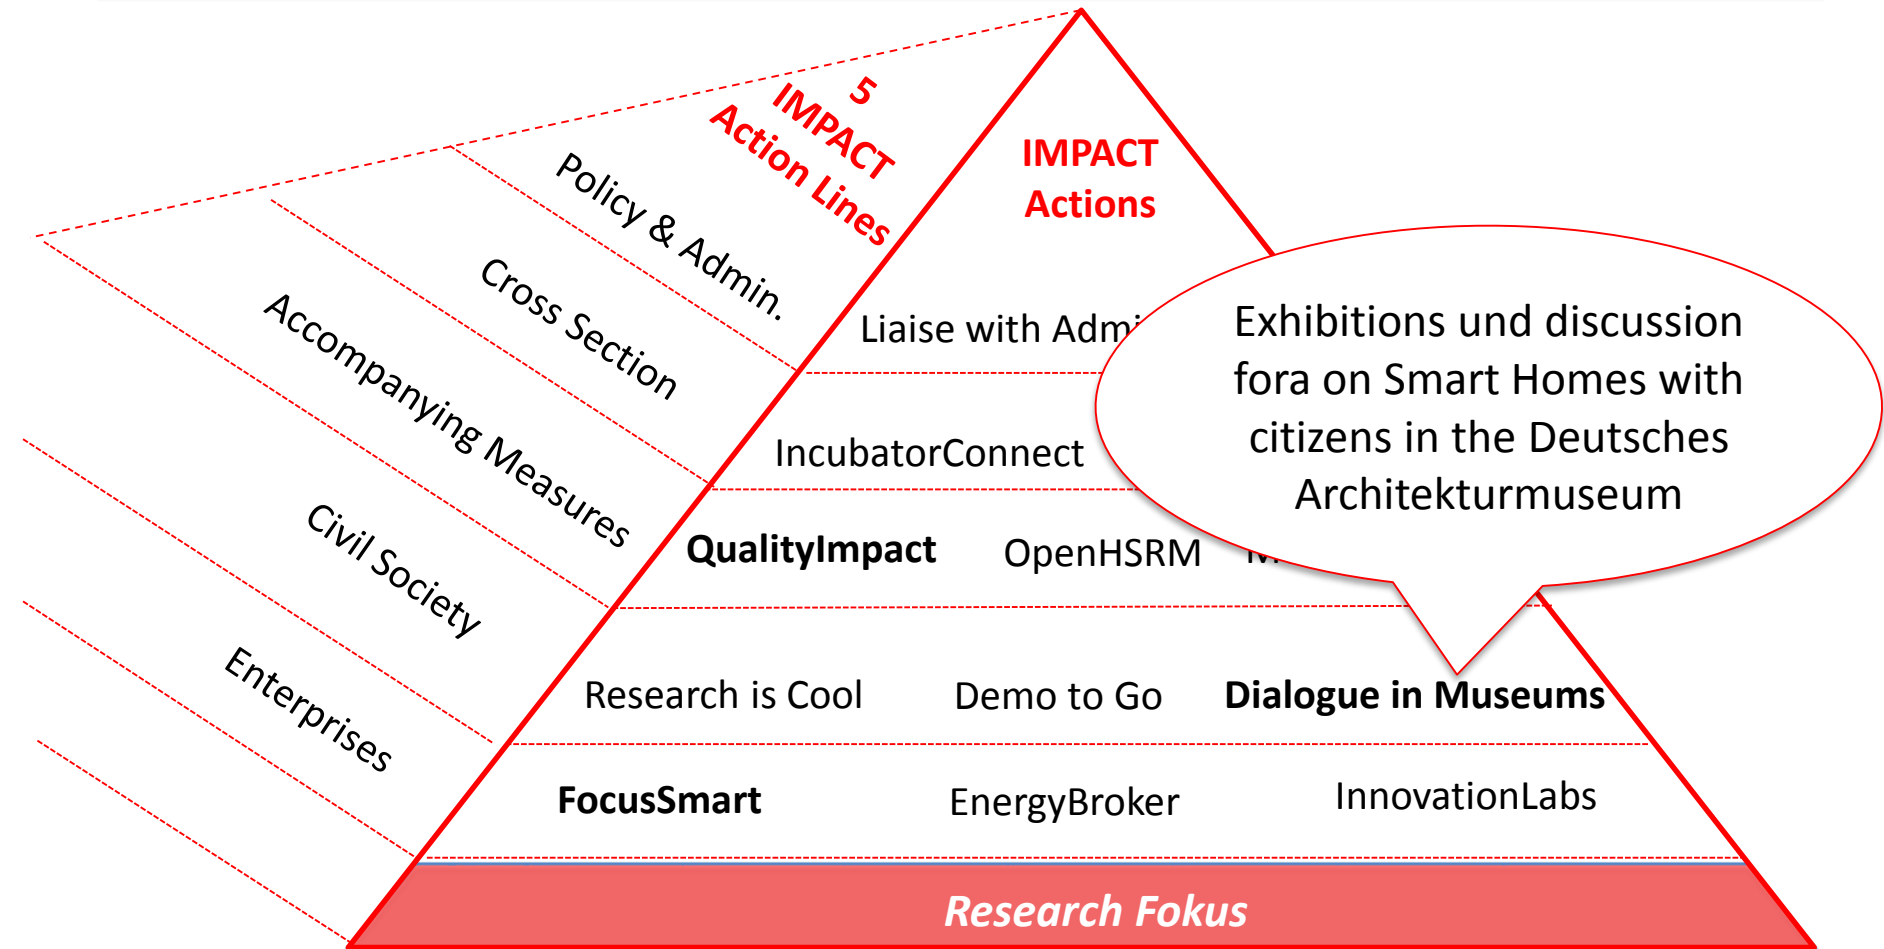 5
IMPACT
Action Lines
IMPACT
Actions
Policy & Admin.
Cross Section
Accompanying Measures
Civil Society
Enterprises
Liaise with
IncubatorConnect
QualityImpact OpenHSRM
Exhibitions und discussion
fora on Smart Homes with
citizens in the Deutsches
Architekturmuseum
Research is Cool Demo to Go Dialogue in Museums
FocusSmart EnergyBroker InnovationLabs
Research Fokus